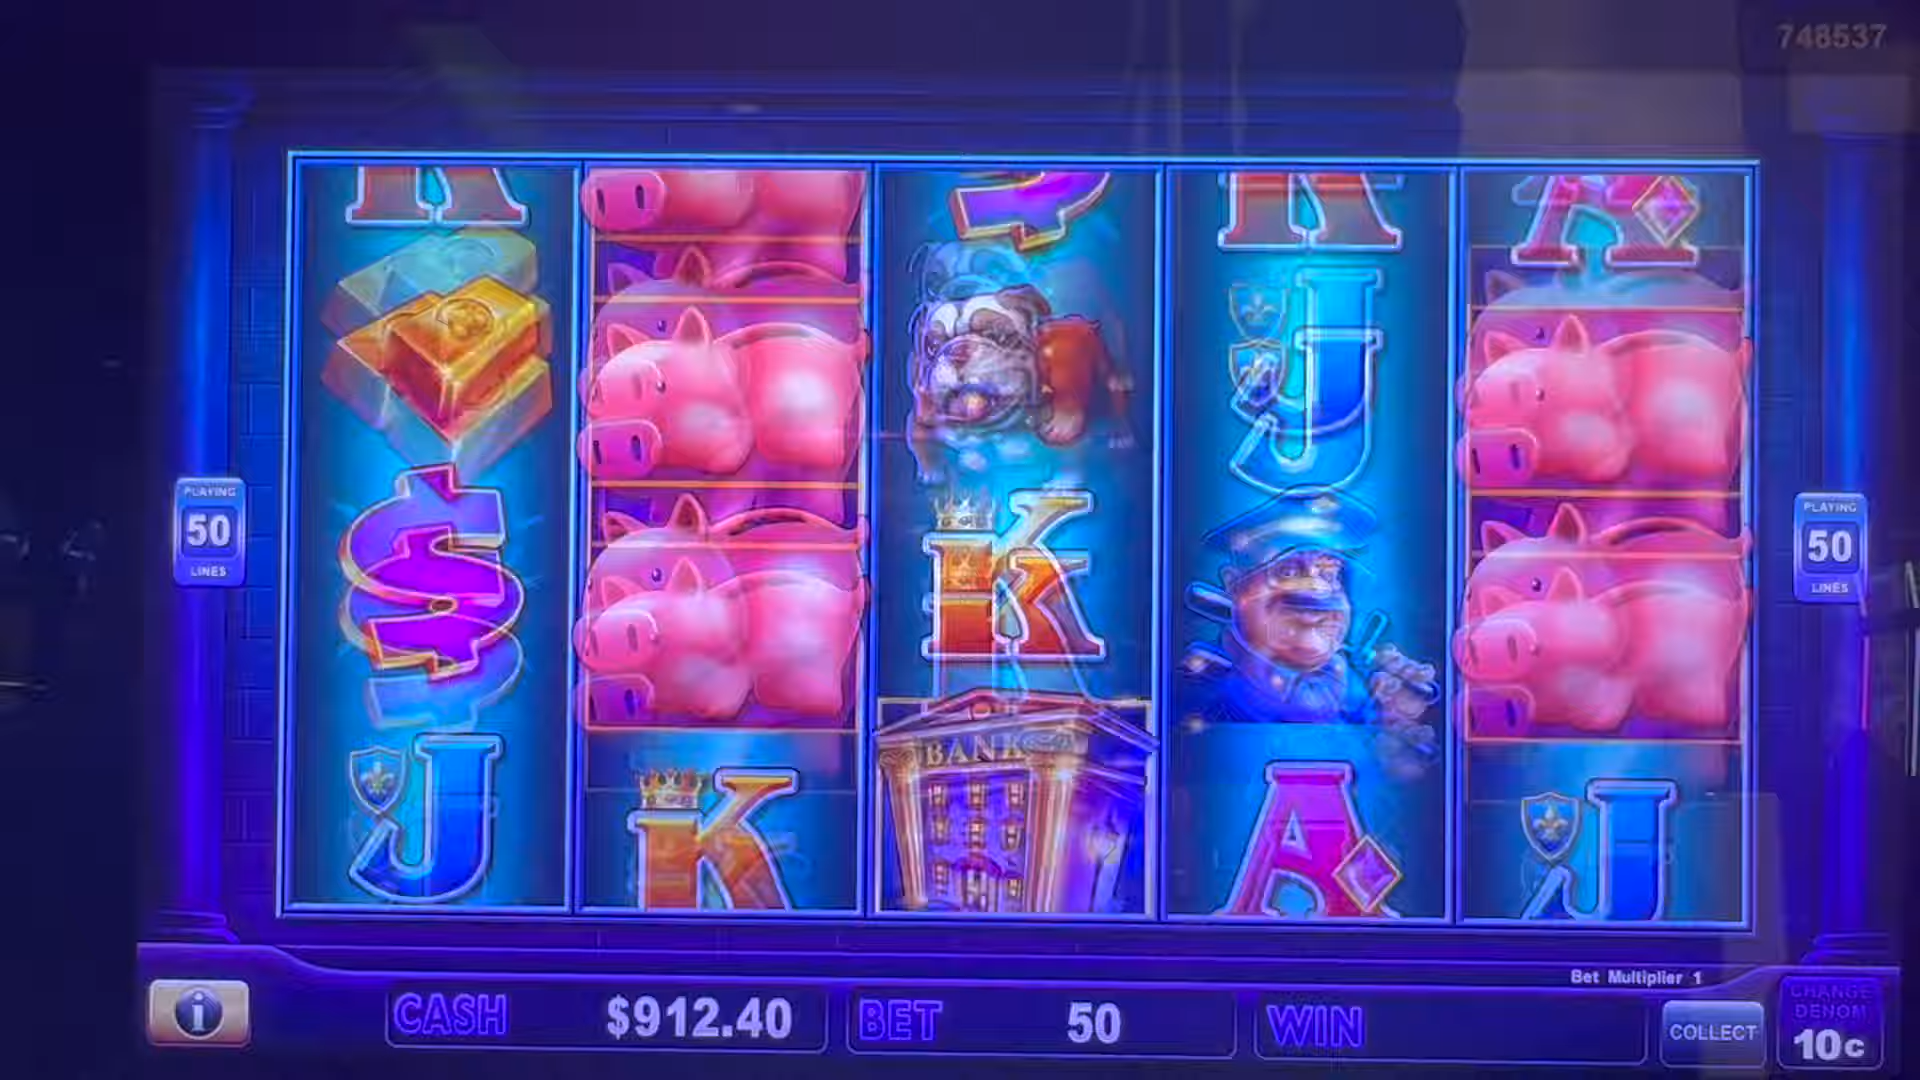 748537
K
$
K
A
J
PLAYING
50
LINES
$
K
PLAYING
50
LINES
BANK
J
K
A
J
Bet Multiplier 1
CASH $912.40
BET 50
WIN
COLLECT
CHANGE
DENOM
10c